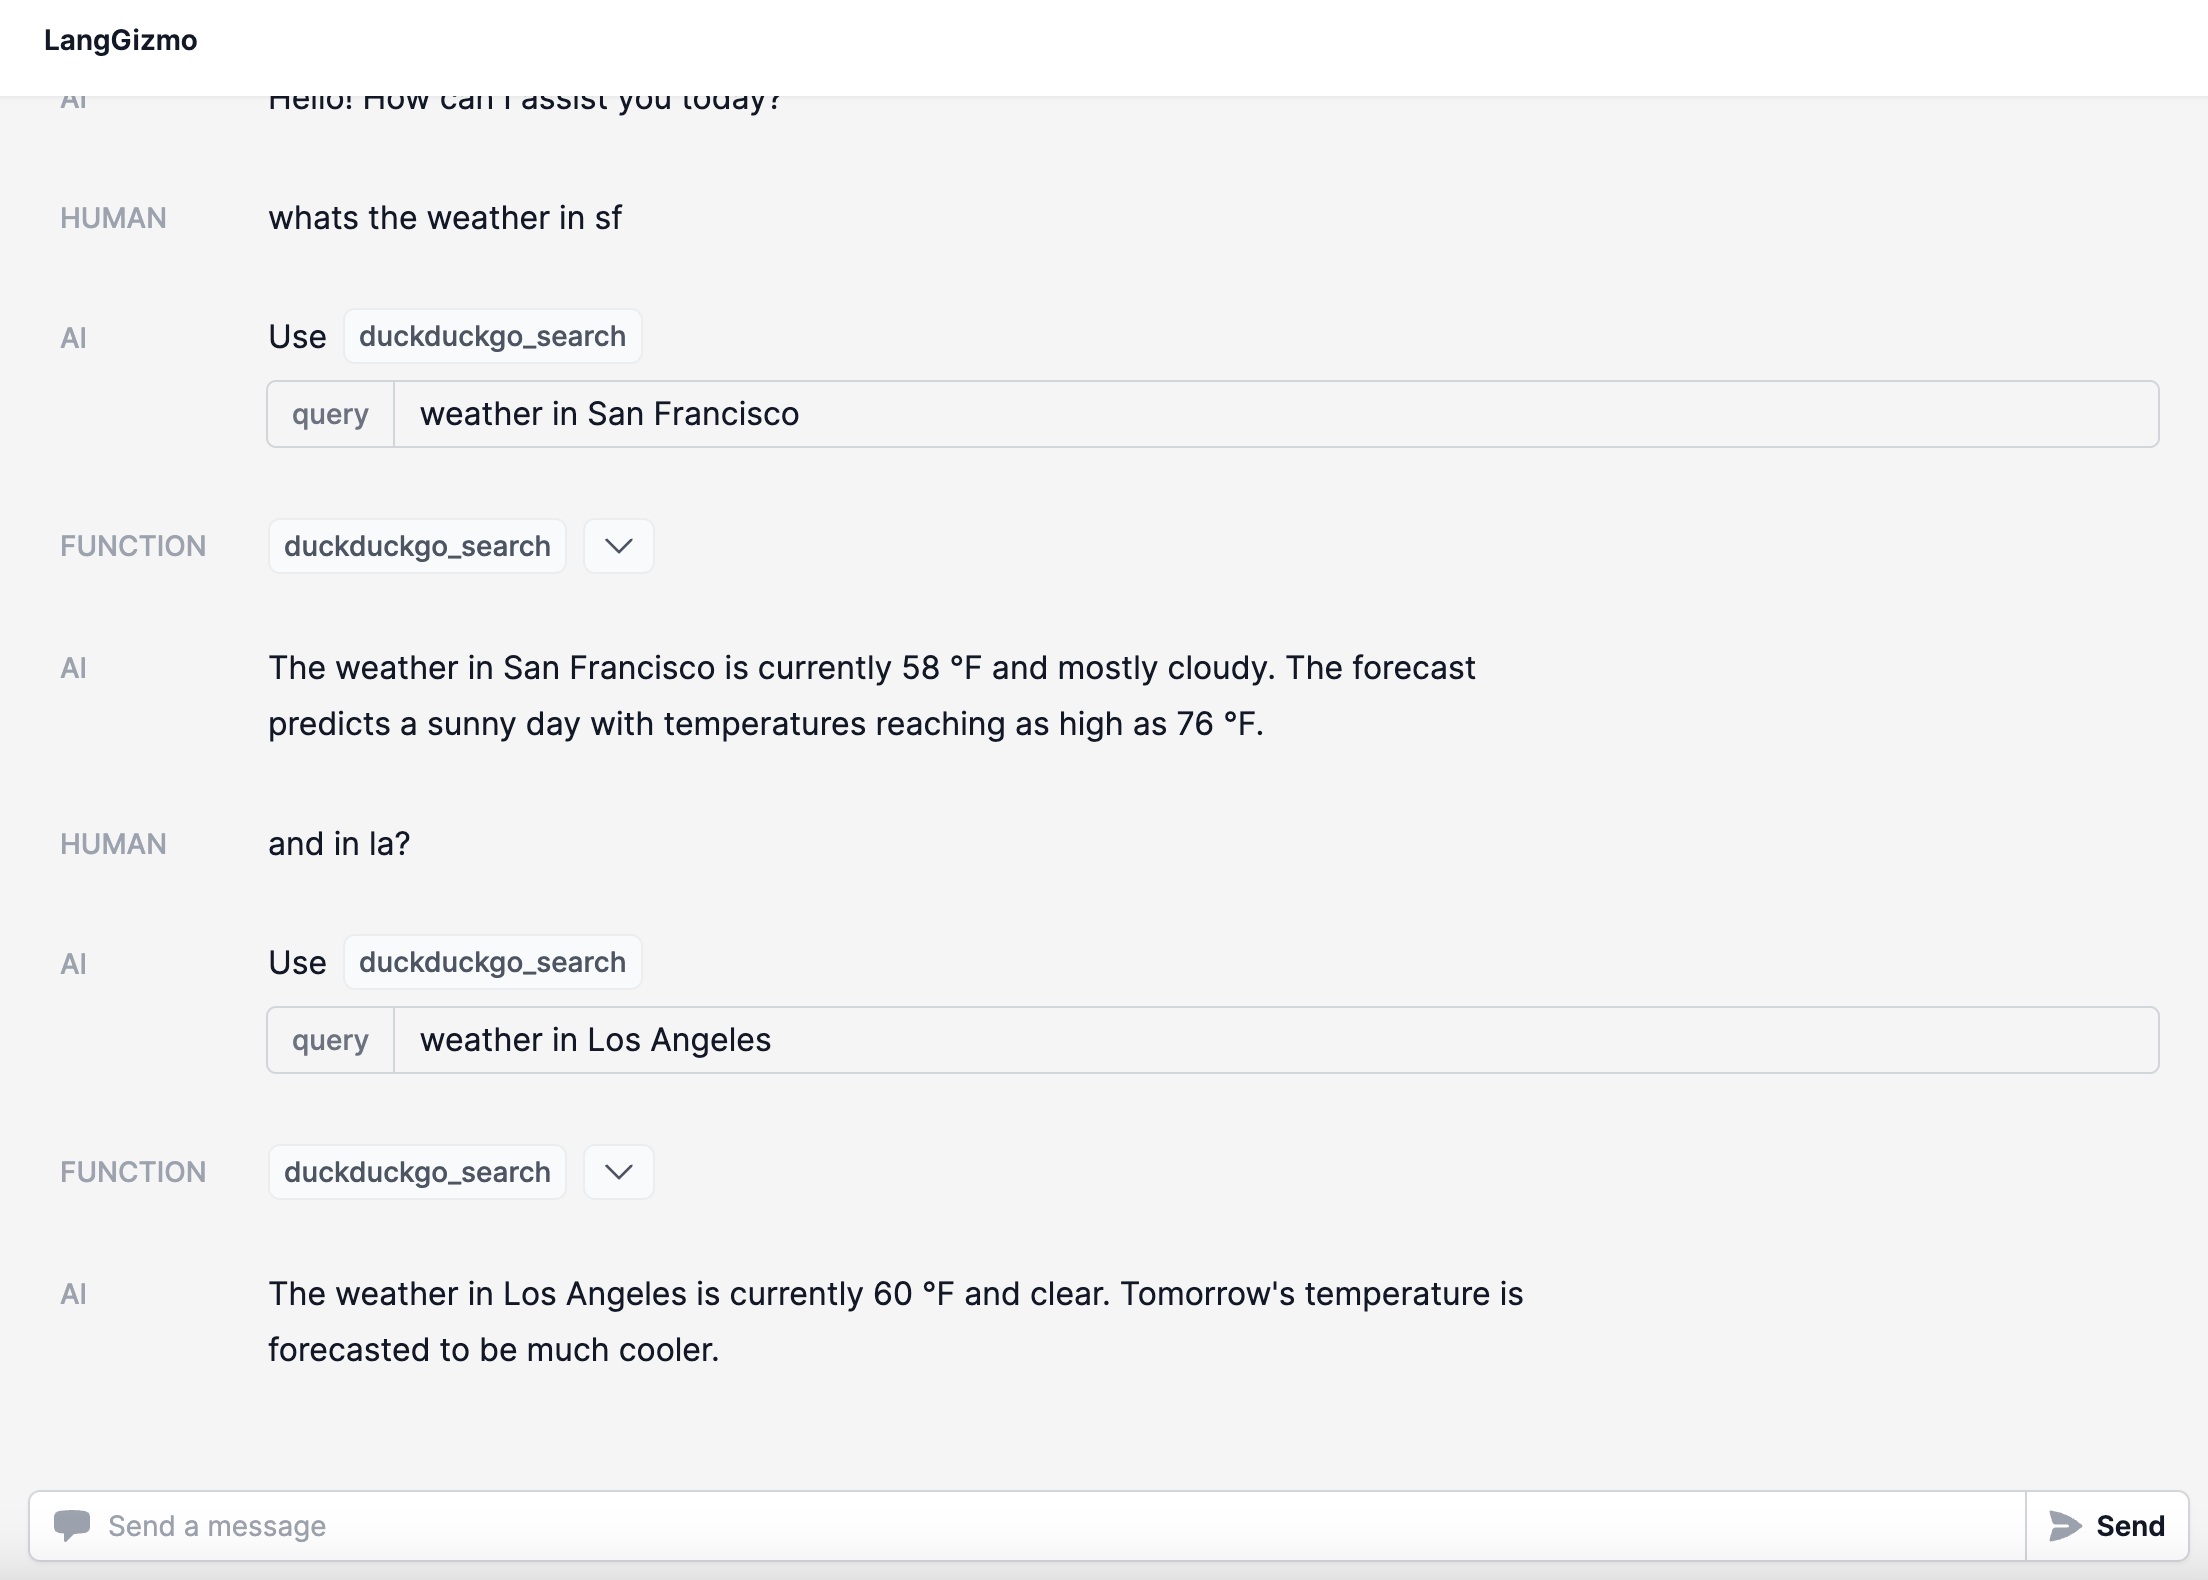 LangGizmo
AI
Hello! How can I assist you today?
HUMAN
whats the weather in sf
AI
Use duckduckgo_search
query weather in San Francisco
FUNCTION
duckduckgo_search
AI
The weather in San Francisco is currently 58 °F and mostly cloudy. The forecast
predicts a sunny day with temperatures reaching as high as 76 °F.
HUMAN
and in la?
AI
Use duckduckgo_search
query weather in Los Angeles
FUNCTION
duckduckgo_search
AI
The weather in Los Angeles is currently 60 °F and clear. Tomorrow's temperature is
forecasted to be much cooler.
Send a message
Send